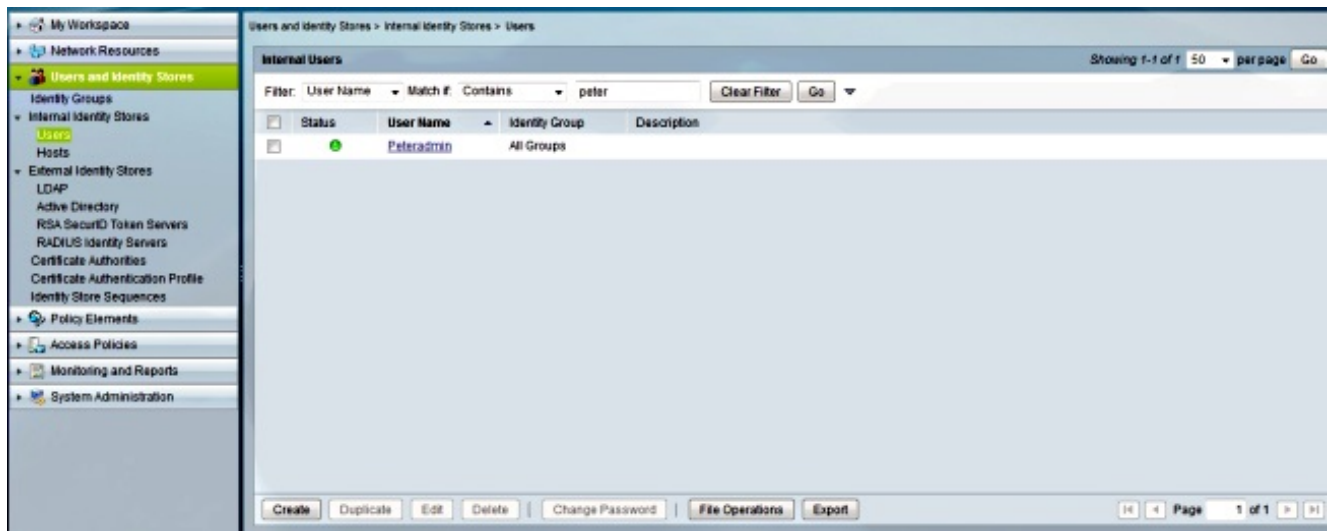 My Workspace
Network Resources
Users and Identity Stores
Identity Groups
Internal Identity Stores
Users
Hosts
External Identity Stores
LDAP
Active Directory
RSA SecurID Token Servers
RADIUS Identity Servers
Certificate Authorities
Certificate Authentication Profile
Identity Store Sequences
Policy Elements
Access Policies
Monitoring and Reports
System Administration
Users and Identity Stores > Internal Identity Stores > Users
Internal Users
Showing 1-1 of 1 50 per page Go
Filter: User Name Match if: Contains peter Clear Filter Go
Status User Name Identity Group Description
Peteradmin All Groups
Create Duplicate Edit Delete | Change Password | File Operations Export
Page 1 of 1